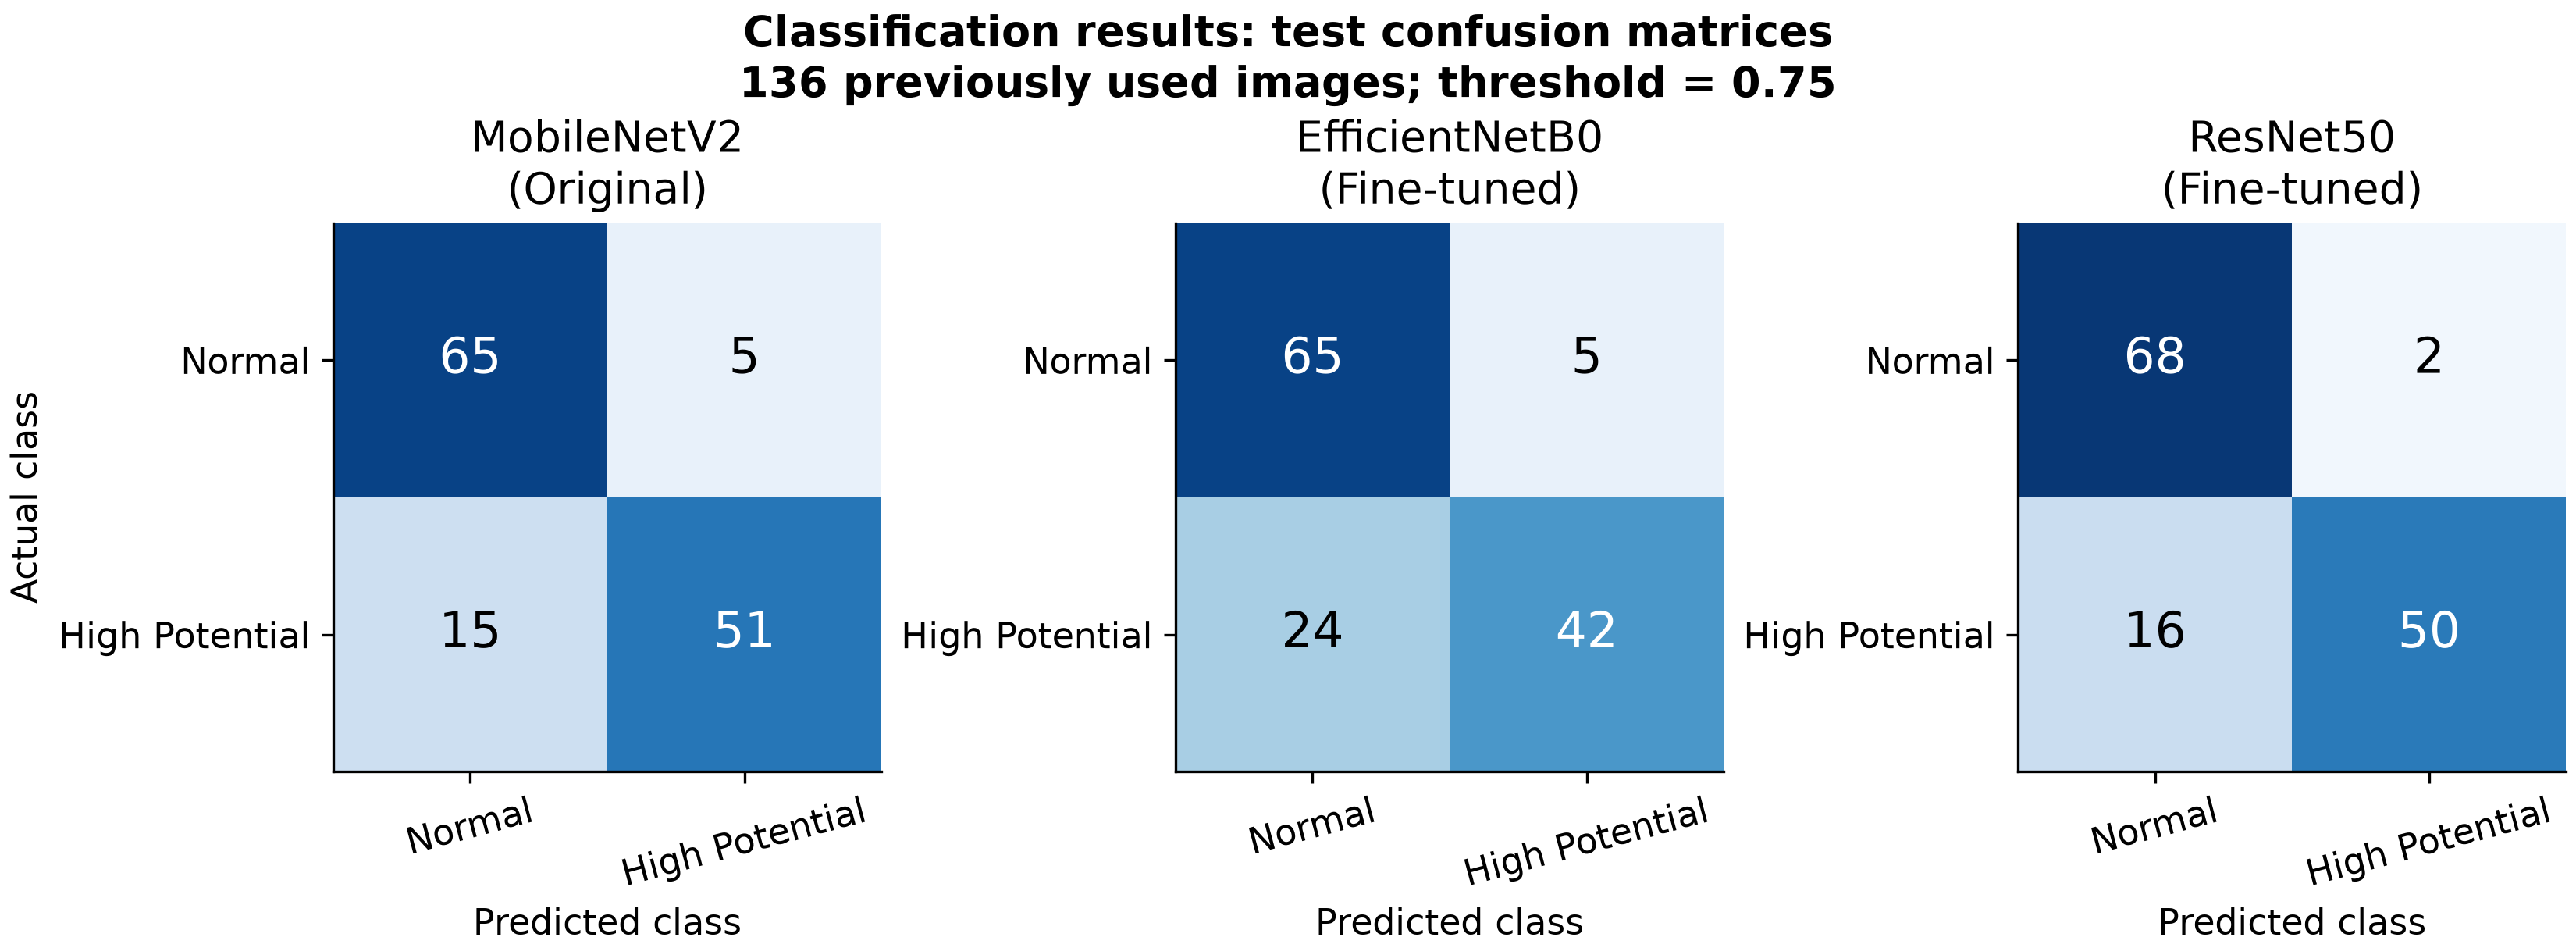 Classification results: test confusion matrices
136 previously used images; threshold = 0.75
MobileNetV2
(Original)
Actual class
Normal
High Potential
65
5
15
51
Normal
High Potential
Predicted class
EfficientNetB0
(Fine-tuned)
Normal
High Potential
65
5
24
42
Normal
High Potential
Predicted class
ResNet50
(Fine-tuned)
Normal
High Potential
68
2
16
50
Normal
High Potential
Predicted class